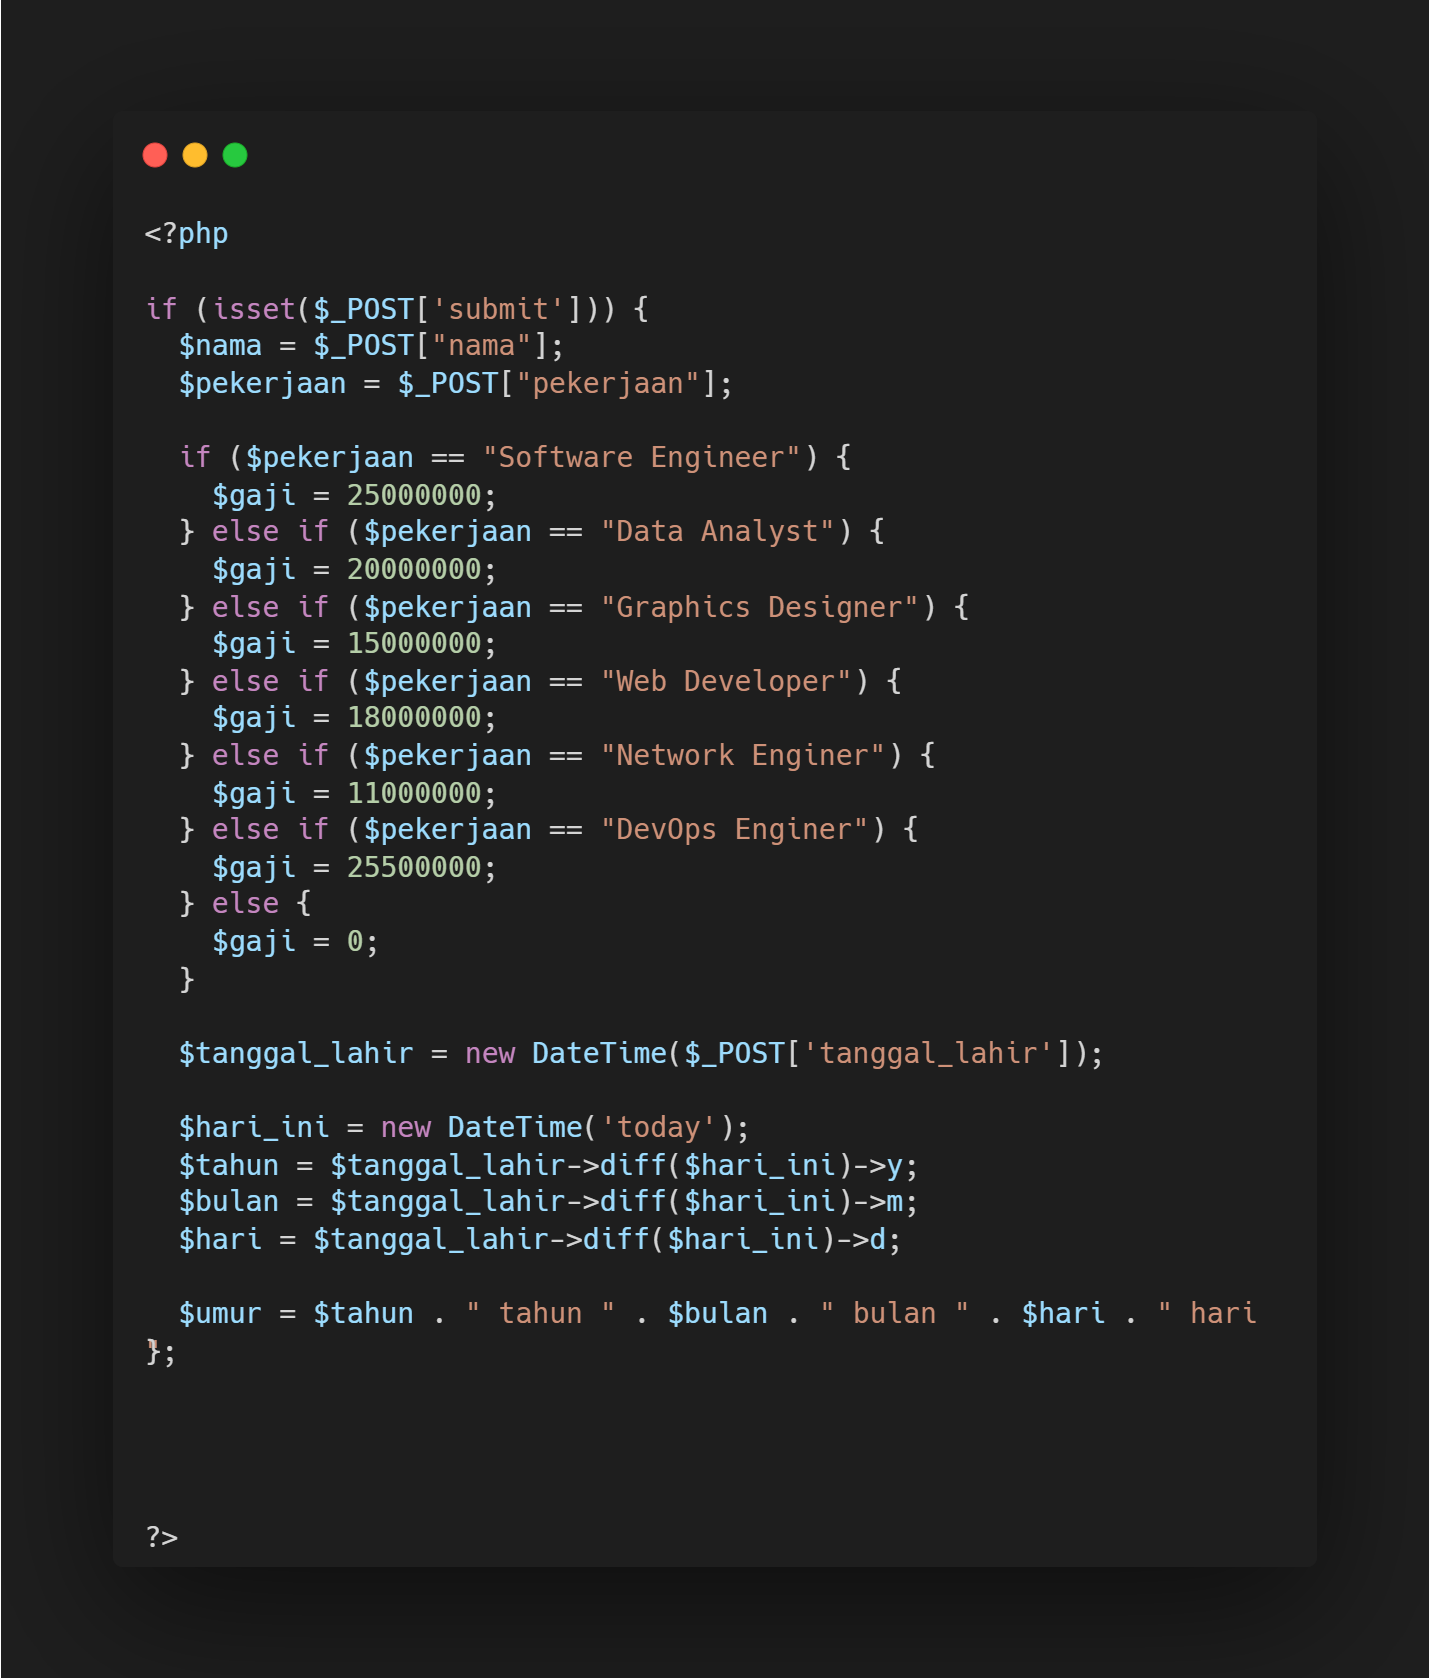 <?php
if (isset($_POST['submit'])) {
  $nama = $_POST["nama"];
  $pekerjaan = $_POST["pekerjaan"];
  if ($pekerjaan == "Software Engineer") {
    $gaji = 25000000;
  } else if ($pekerjaan == "Data Analyst") {
    $gaji = 20000000;
  } else if ($pekerjaan == "Graphics Designer") {
    $gaji = 15000000;
  } else if ($pekerjaan == "Web Developer") {
    $gaji = 18000000;
  } else if ($pekerjaan == "Network Enginer") {
    $gaji = 11000000;
  } else if ($pekerjaan == "DevOps Enginer") {
    $gaji = 25500000;
  } else {
    $gaji = 0;
  }
  $tanggal_lahir = new DateTime($_POST['tanggal_lahir']);
  $hari_ini = new DateTime('today');
  $tahun = $tanggal_lahir->diff($hari_ini)->y;
  $bulan = $tanggal_lahir->diff($hari_ini)->m;
  $hari = $tanggal_lahir->diff($hari_ini)->d;
  $umur = $tahun . " tahun " . $bulan . " bulan " . $hari . " hari
";
}
?>